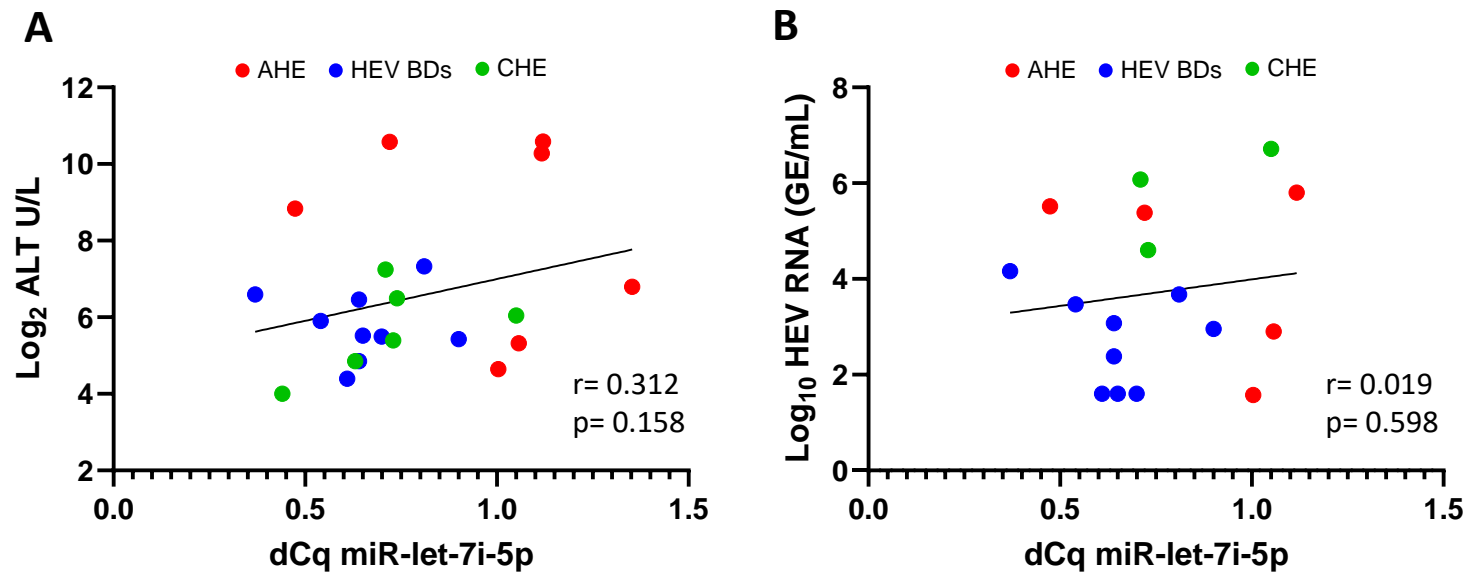 A
AHE HEV BDs CHE
Log2 ALT U/L
12
10
8
6
4
2
r= 0.312
p= 0.158
0.0 0.5 1.0 1.5
dCq miR-let-7i-5p
B
AHE HEV BDs CHE
Log10 HEV RNA (GE/mL)
8
6
4
2
0
r= 0.019
p= 0.598
0.0 0.5 1.0 1.5
dCq miR-let-7i-5p